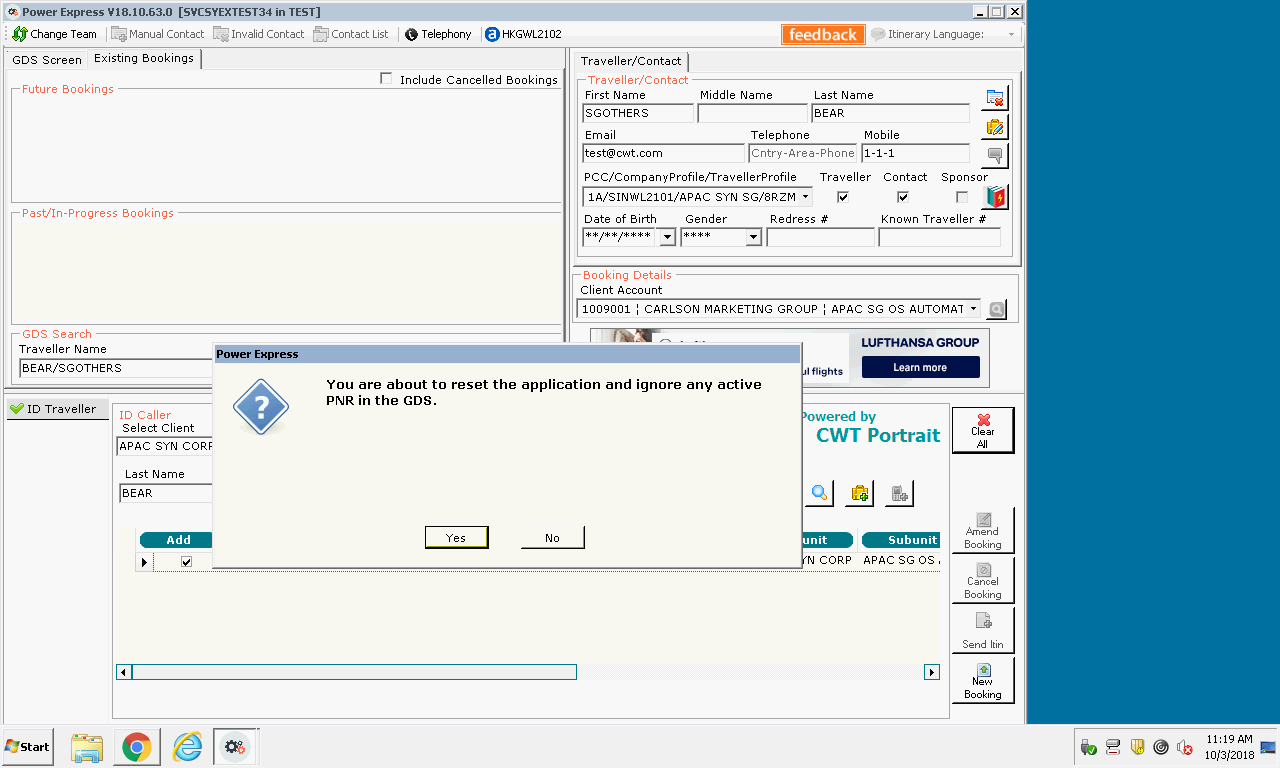 Power Express V18.10.63.0 [SVCSYEXTEST34 in TEST]
Change Team
Manual Contact
Invalid Contact
Contact List
Telephony
a HKGWL2102
feedback
Itinerary Language:
GDS Screen
Existing Bookings
Include Cancelled Bookings
Future Bookings
Past/In-Progress Bookings
GDS Search
Traveller Name
BEAR/SGOTHERS
Traveller/Contact
Traveller/Contact
First Name
Middle Name
Last Name
SGOTHERS
BEAR
Email
Telephone
Mobile
test@cwt.com
Cntry-Area-Phone
1-1-1
PCC/CompanyProfile/TravellerProfile
Traveller
Contact
Sponsor
1A/SINWL2101/APAC SYN SG/8RZM
Date of Birth
Gender
Redress #
Known Traveller #
**/**/****
****
Booking Details
Client Account
1009001 ¦ CARLSON MARKETING GROUP ¦ APAC SG OS AUTOMAT
ul flights
LUFTHANSA GROUP
Learn more
Power Express
You are about to reset the application and ignore any active
PNR in the GDS.
Yes
No
ID Traveller
ID Caller
Select Client
APAC SYN CORP
Last Name
BEAR
Powered by
CWT Portrait
Add
unit
Subunit
YN CORP
APAC SG OS
Clear
All
Amend
Booking
Cancel
Booking
Send Itin
New
Booking
Start
11:19 AM
10/3/2018